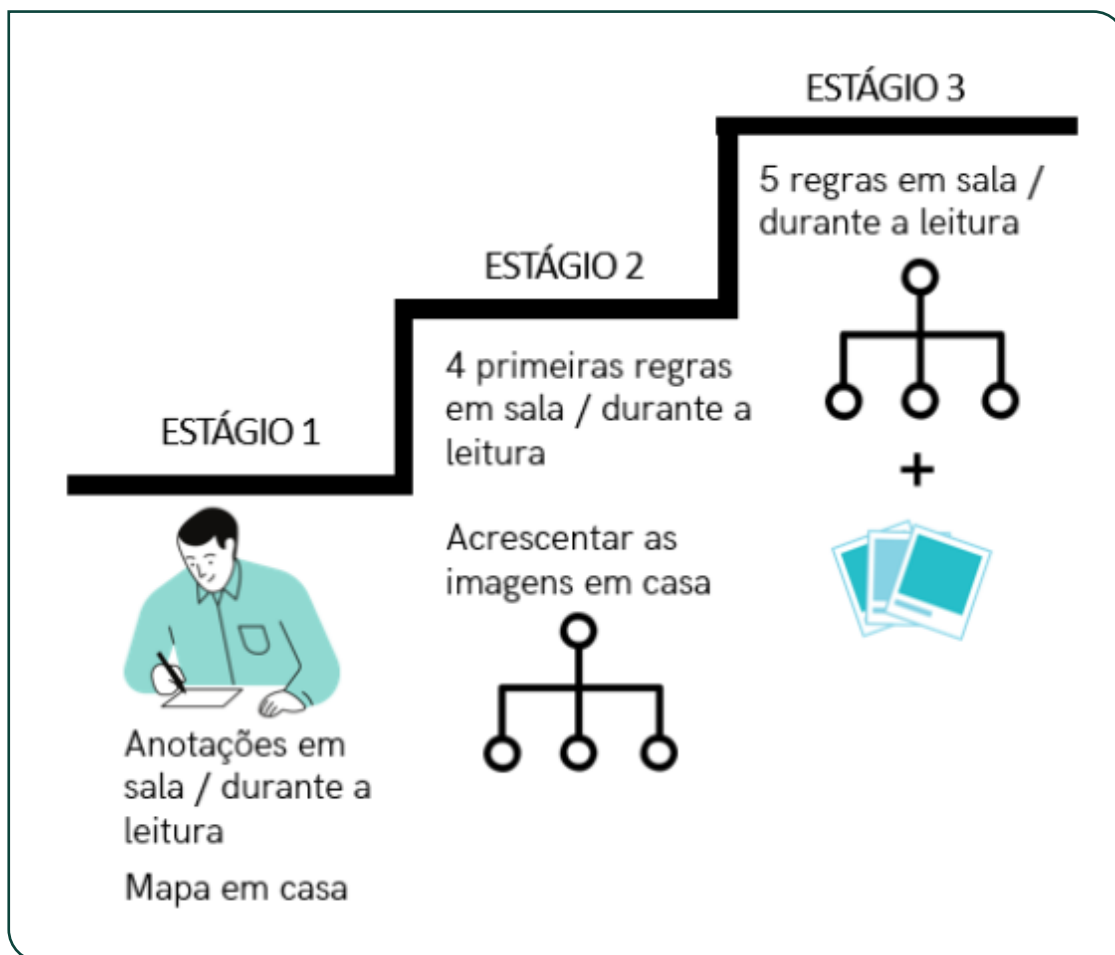 ESTÁGIO 1
Anotações em
sala / durante a
leitura
Mapa em casa
ESTÁGIO 2
4 primeiras regras
em sala / durante a
leitura
Acrescentar as
imagens em casa
ESTÁGIO 3
5 regras em sala /
durante a leitura
+